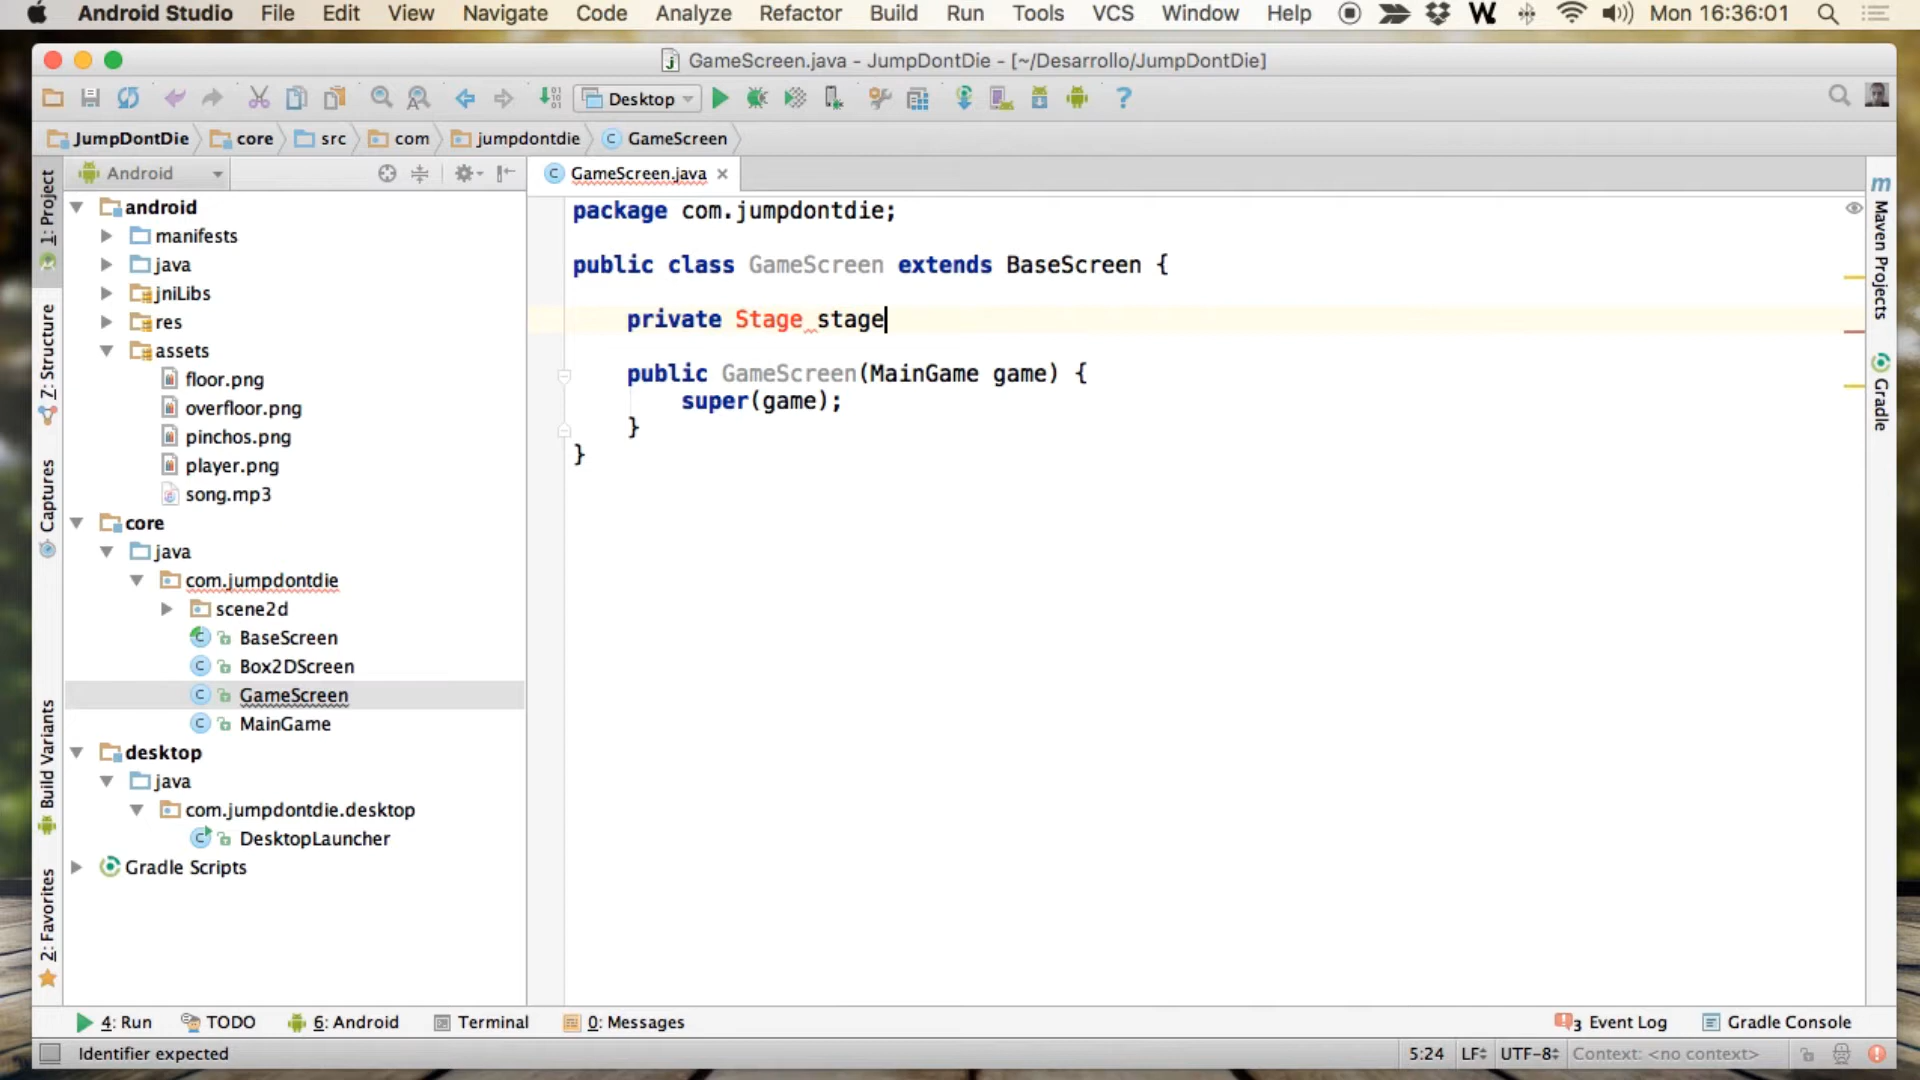 Android Studio File Edit View Navigate Code Analyze Refactor Build Run Tools VCS Window Help Mon 16:36:01
GameScreen.java - JumpDontDie - [~/Desarrollo/JumpDontDie]
Desktop
JumpDontDie core src com jumpdontdie GameScreen
Android
GameScreen.java
1: Project
Z: Structure
Captures
Build Variants
2: Favorites
android
manifests
java
jniLibs
res
assets
floor.png
overfloor.png
pinchos.png
player.png
song.mp3
core
java
com.jumpdontdie
scene2d
BaseScreen
Box2DScreen
GameScreen
MainGame
desktop
java
com.jumpdontdie.desktop
DesktopLauncher
Gradle Scripts
package com.jumpdontdie;
public class GameScreen extends BaseScreen {
private Stage stage
public GameScreen(MainGame game) {
super(game);
}
}
Maven Projects
Gradle
4: Run TODO 6: Android Terminal 0: Messages 3 Event Log Gradle Console
Identifier expected 5:24 LF UTF-8 Context: <no context>